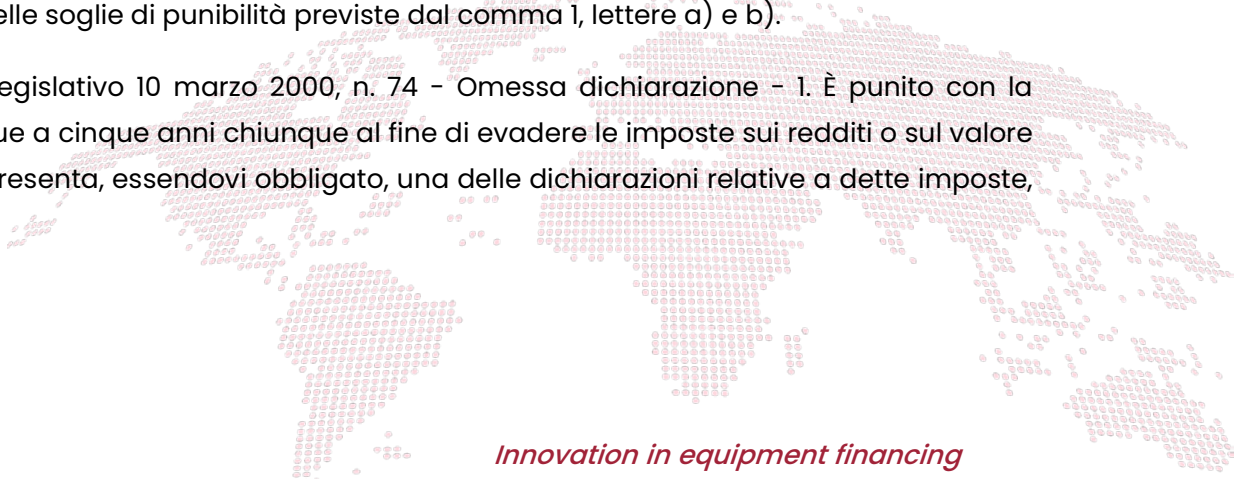 elle soglie di punibilità previste dal comma 1, lettere a) e b).
egislativo 10 marzo 2000, n. 74 - Omessa dichiarazione - 1. È punito con la
ue a cinque anni chiunque al fine di evadere le imposte sui redditi o sul valore
resenta, essendovi obbligato, una delle dichiarazioni relative a dette imposte,
Innovation in equipment financing